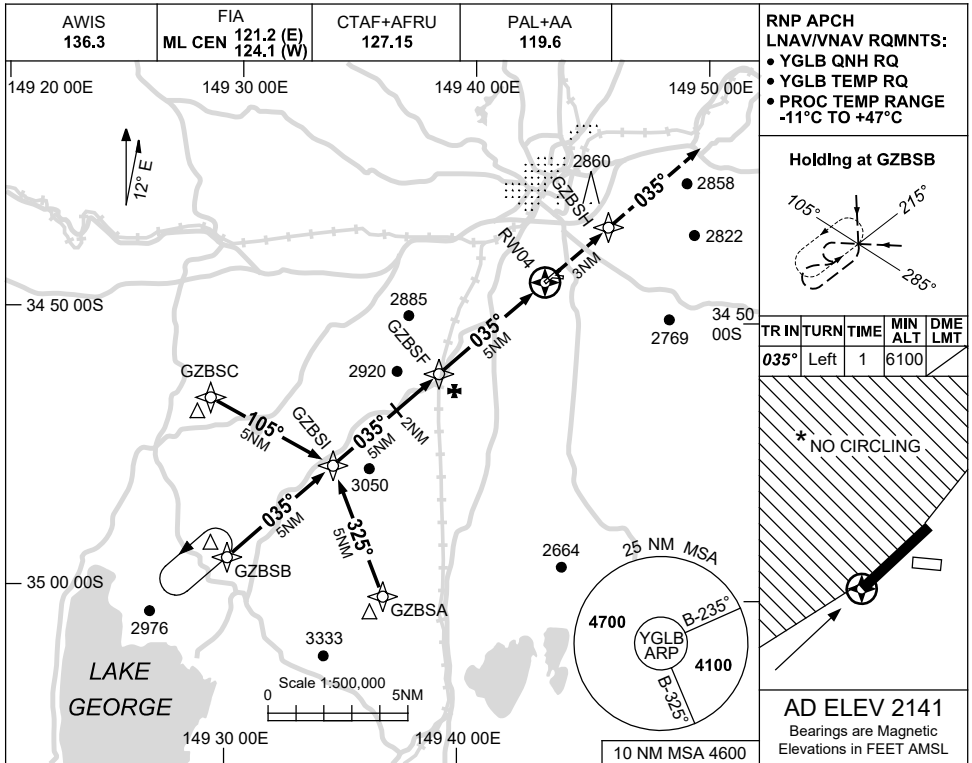 AWIS
136.3
FIA
ML CEN 121.2 (E)
124.1 (W)
CTAF+AFRU
127.15
PAL+AA
119.6
RNP APCH
LNAV/VNAV RQMNTS:
• YGLB QNH RQ
• YGLB TEMP RQ
• PROC TEMP RANGE
-11°C TO +47°C
149 20 00E
149 30 00E
149 40 00E
149 50 00E
12° E
2860
2858
2822
GZBSH
035°
RW04
3NM
34 50 00S
34 50
00S
2885
2769
GZBSF
035°
5NM
2920
GZBSC
105°
5NM
GZBSI
035°
5NM
2NM
3050
035°
5NM
325°
5NM
GZBSB
GZBSA
35 00 00S
2976
3333
2664
LAKE
GEORGE
Scale 1:500,000
0
5NM
149 30 00E
149 40 00E
25 NM MSA
4700
4100
B-235°
B-325°
YGLB
ARP
10 NM MSA 4600
Holding at GZBSB
105°
215°
285°
TR IN TURN TIME MIN ALT DME LMT
035° Left 1 6100
* NO CIRCLING
AD ELEV 2141
Bearings are Magnetic
Elevations in FEET AMSL